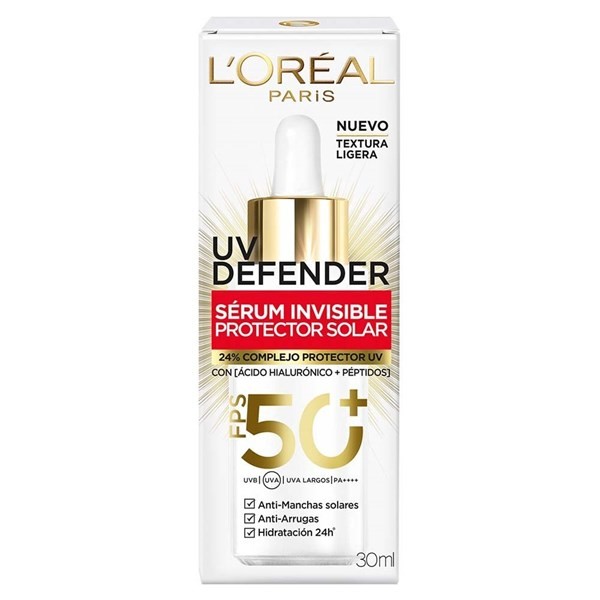 L'ORÉAL
PARiS
NUEVO
TEXTURA
LIGERA
UV
DEFENDER
SÉRUM INVISIBLE
PROTECTOR SOLAR
24% COMPLEJO PROTECTOR UV
CON [ÁCIDO HIALURÓNICO + PÉPTIDOS]
FPS 50+
UVB | UVA | UVA LARGOS | PA++++
Anti-Manchas solares
Anti-Arrugas
Hidratación 24h*
30ml